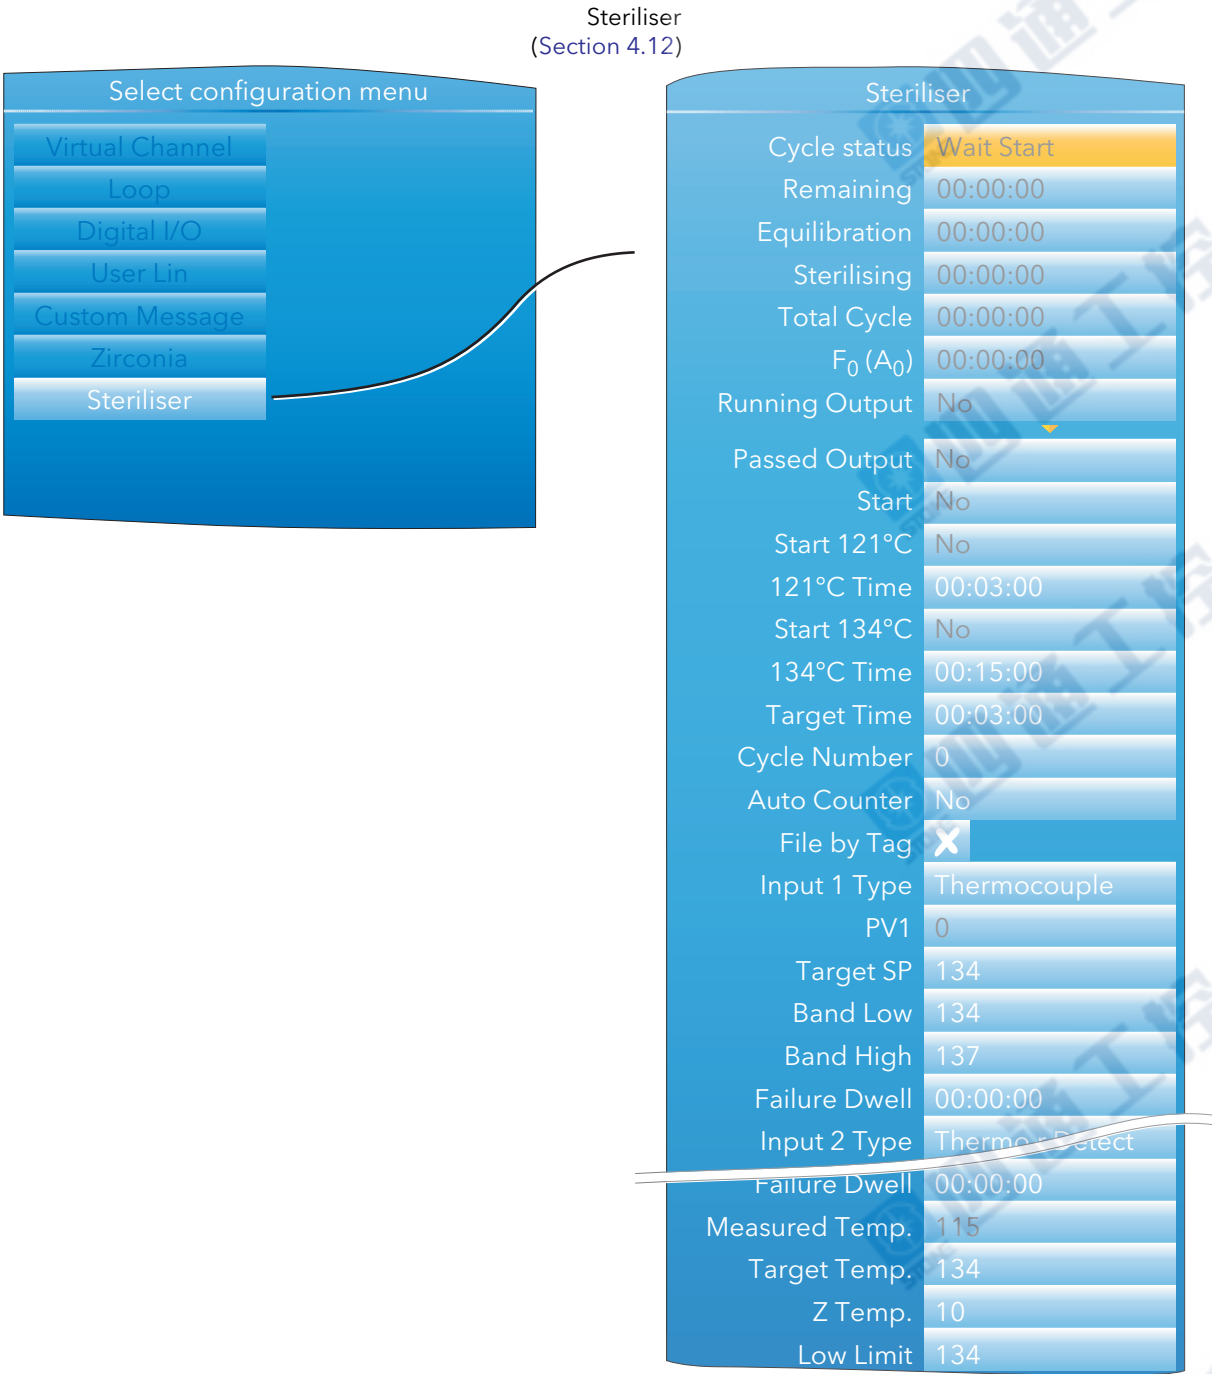 Steriliser
(Section 4.12)
Select configuration menu
Virtual Channel
Loop
Digital I/O
User Lin
Custom Message
Zirconia
Steriliser
Steriliser
Cycle status Wait Start
Remaining 00:00:00
Equilibration 00:00:00
Sterilising 00:00:00
Total Cycle 00:00:00
F0 (A0) 00:00:00
Running Output No
Passed Output No
Start No
Start 121°C No
121°C Time 00:03:00
Start 134°C No
134°C Time 00:15:00
Target Time 00:03:00
Cycle Number 0
Auto Counter No
File by Tag
Input 1 Type Thermocouple
PV1 0
Target SP 134
Band Low 134
Band High 137
Failure Dwell 00:00:00
Input 2 Type Thermo r Detect
Failure Dwell 00:00:00
Measured Temp. 115
Target Temp. 134
Z Temp. 10
Low Limit 134